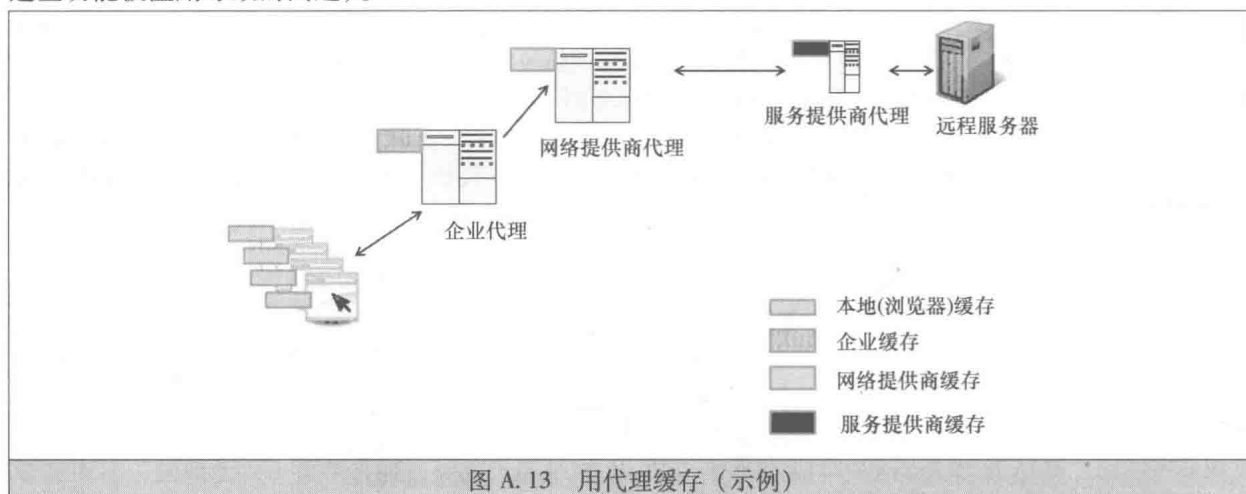 服务提供商代理
远程服务器
网络提供商代理
企业代理
本地(浏览器)缓存
企业缓存
网络提供商缓存
服务提供商缓存
图 A.13 用代理缓存（示例）